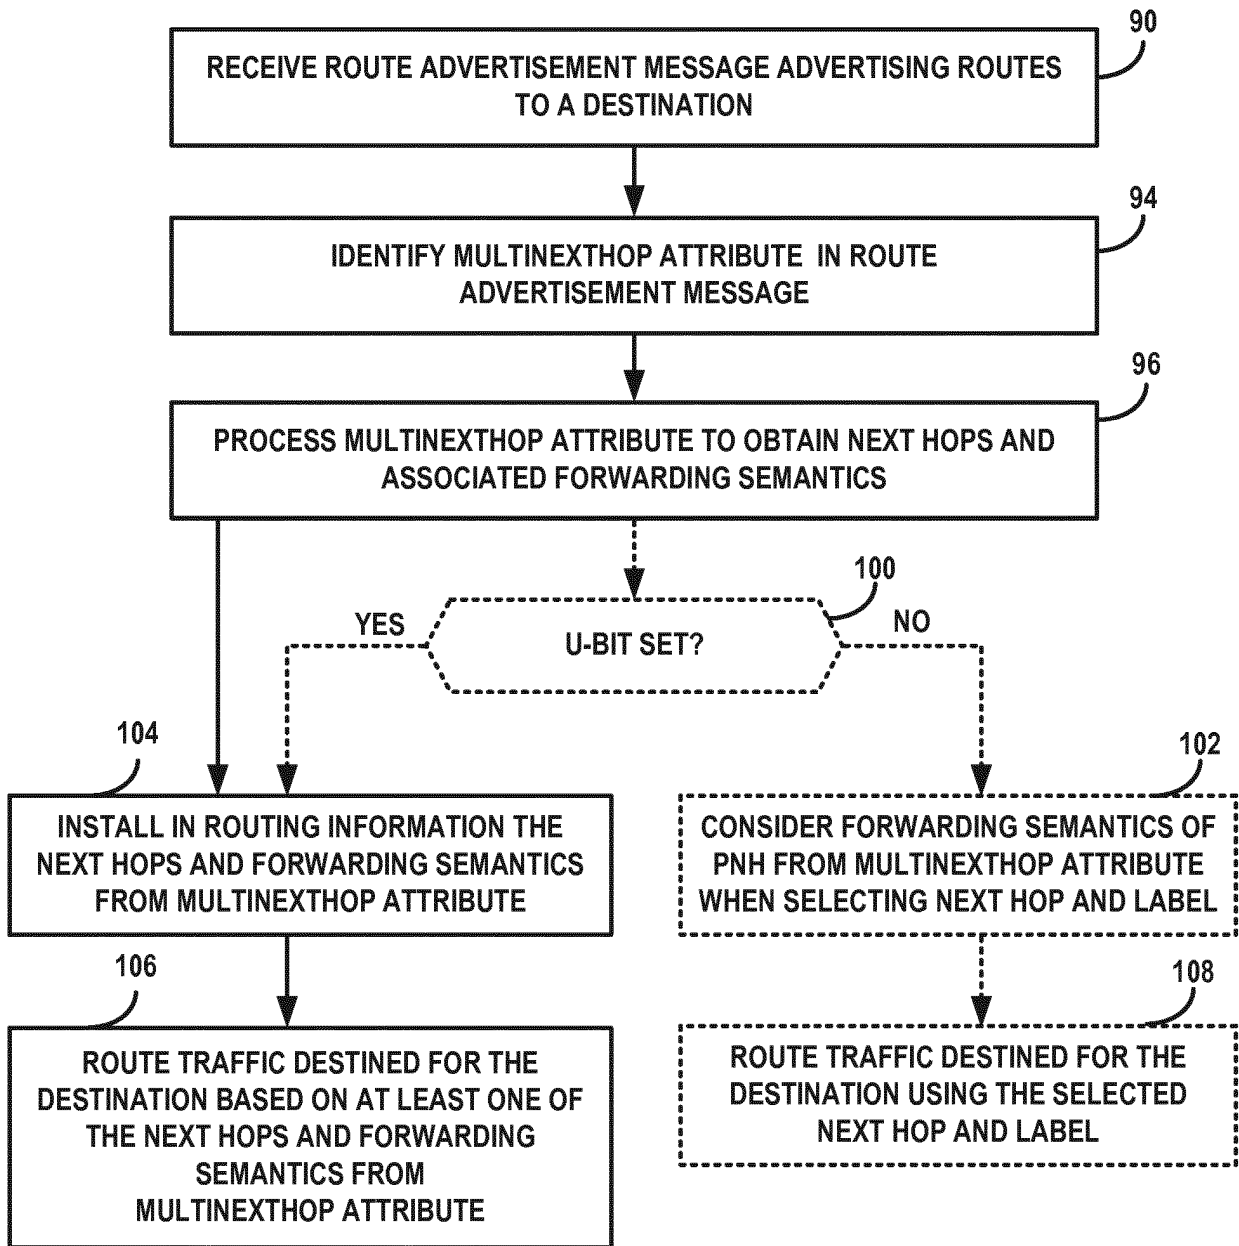 90
RECEIVE ROUTE ADVERTISEMENT MESSAGE ADVERTISING ROUTES
TO A DESTINATION
94
IDENTIFY MULTINEXTHOP ATTRIBUTE IN ROUTE
ADVERTISEMENT MESSAGE
96
PROCESS MULTINEXTHOP ATTRIBUTE TO OBTAIN NEXT HOPS AND
ASSOCIATED FORWARDING SEMANTICS
100
YES
U-BIT SET?
NO
104
INSTALL IN ROUTING INFORMATION THE
NEXT HOPS AND FORWARDING SEMANTICS
FROM MULTINEXTHOP ATTRIBUTE
102
CONSIDER FORWARDING SEMANTICS OF
PNH FROM MULTINEXTHOP ATTRIBUTE
WHEN SELECTING NEXT HOP AND LABEL
106
ROUTE TRAFFIC DESTINED FOR THE
DESTINATION BASED ON AT LEAST ONE OF
THE NEXT HOPS AND FORWARDING
SEMANTICS FROM
MULTINEXTHOP ATTRIBUTE
108
ROUTE TRAFFIC DESTINED FOR THE
DESTINATION USING THE SELECTED
NEXT HOP AND LABEL